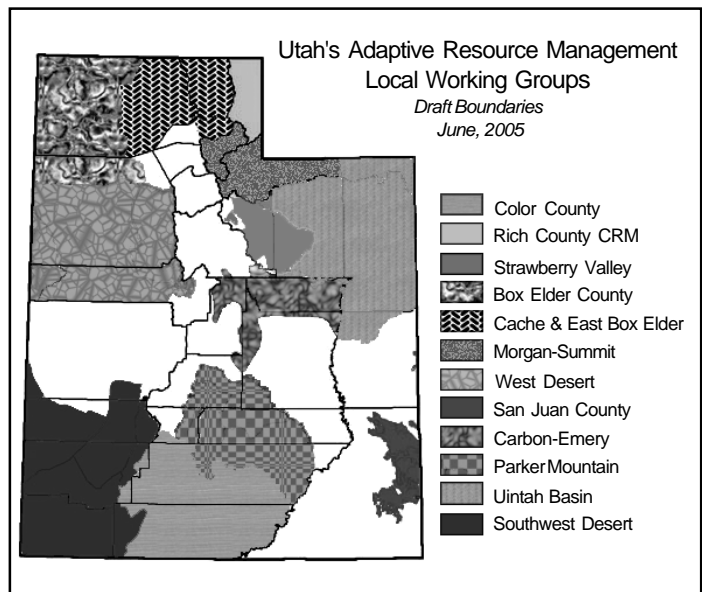 Utah's Adaptive Resource Management
Local Working Groups
Draft Boundaries
June, 2005
Color County
Rich County CRM
Strawberry Valley
Box Elder County
Cache & East Box Elder
Morgan-Summit
West Desert
San Juan County
Carbon-Emery
Parker Mountain
Uintah Basin
Southwest Desert